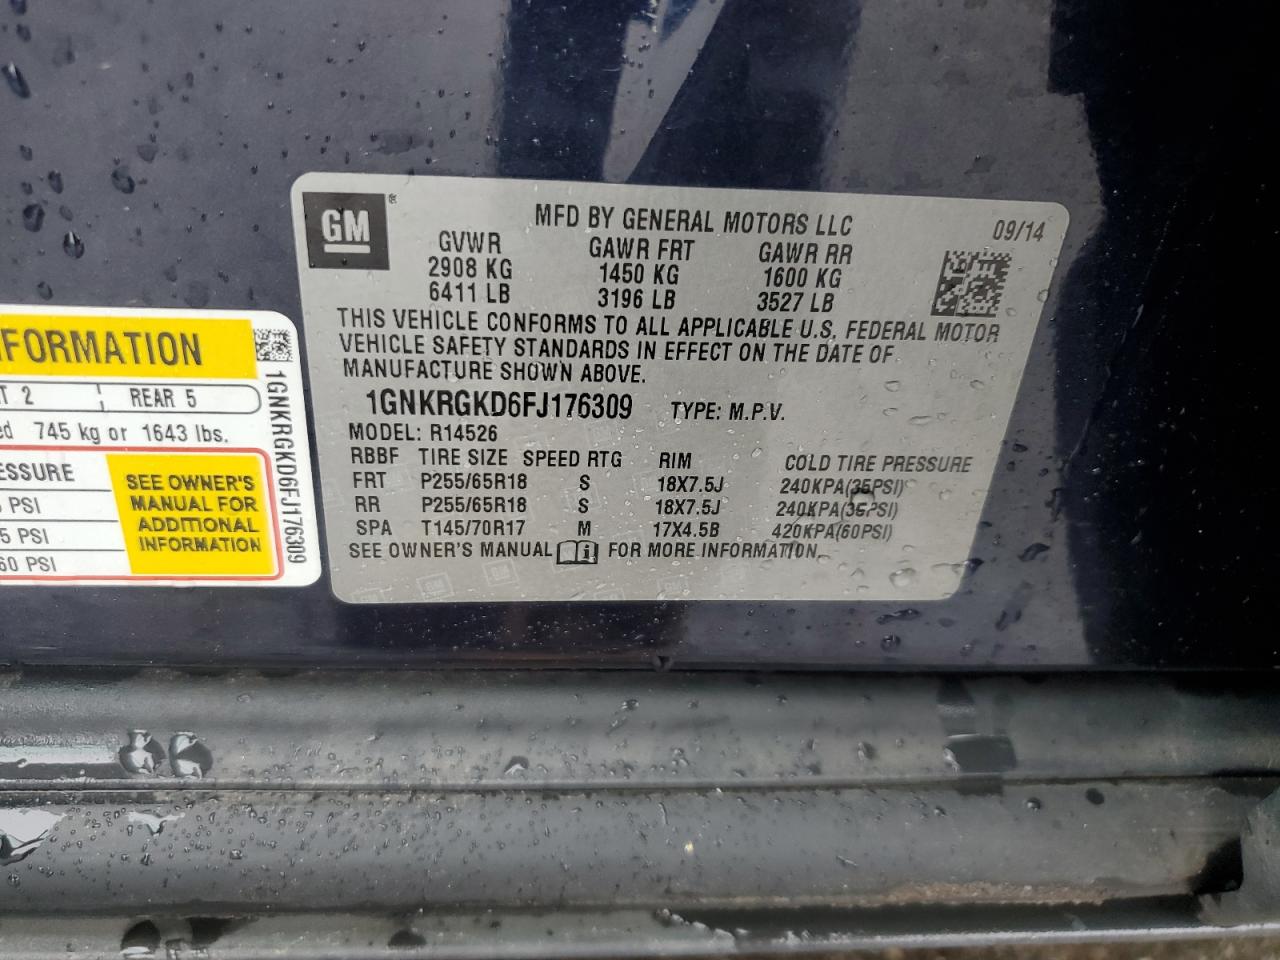 GM
MFD BY GENERAL MOTORS LLC
09/14
GVWR GAWR FRT GAWR RR
2908 KG 1450 KG 1600 KG
6411 LB 3196 LB 3527 LB
THIS VEHICLE CONFORMS TO ALL APPLICABLE U.S. FEDERAL MOTOR
VEHICLE SAFETY STANDARDS IN EFFECT ON THE DATE OF
MANUFACTURE SHOWN ABOVE.
1GNKRGKD6FJ176309 TYPE: M.P.V.
MODEL: R14526
RBBF TIRE SIZE SPEED RTG RIM COLD TIRE PRESSURE
FRT P255/65R18 S 18X7.5J 240KPA(35PSI)
RR P255/65R18 S 18X7.5J 240KPA(35PSI)
SPA T145/70R17 M 17X4.5B 420KPA(60PSI)
SEE OWNER'S MANUAL FOR MORE INFORMATION.
NFORMATION
T 2 REAR 5
ed 745 kg or 1643 lbs.
ESSURE
PSI
5 PSI
60 PSI
SEE OWNER'S
MANUAL FOR
ADDITIONAL
INFORMATION
1GNKRGKD6FJ176309